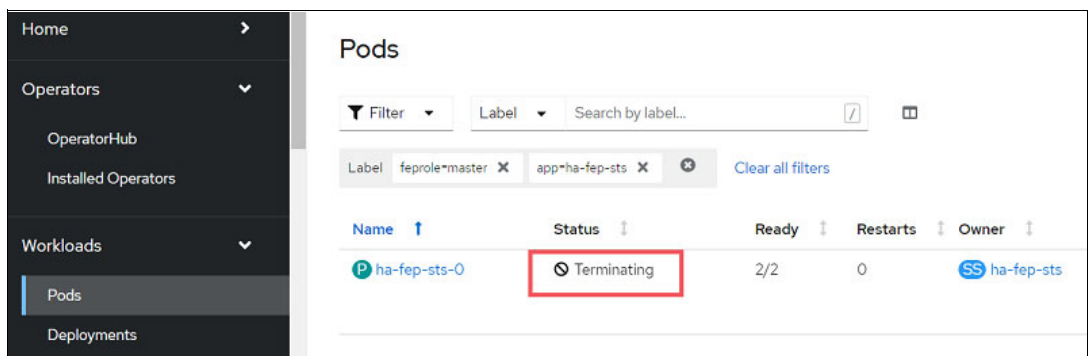 Home
Operators
OperatorHub
Installed Operators
Workloads
Pods
Deployments
Pods
Filter Label Search by label... /
Label feprole=master app=ha-fep-sts Clear all filters
Name Status Ready Restarts Owner
P ha-fep-sts-0 Terminating 2/2 0 SS ha-fep-sts